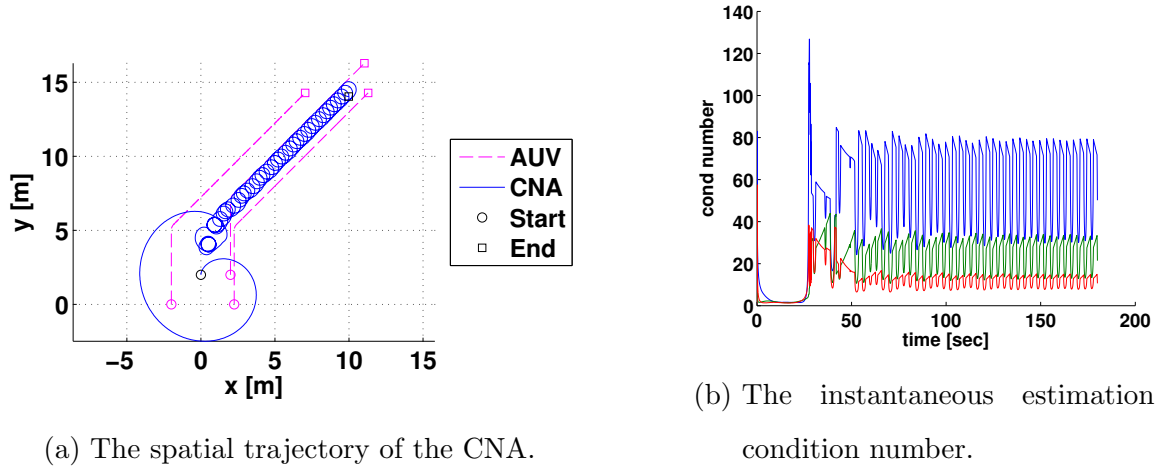 15
10
5
0
y [m]
−5
0
5
10
15
x [m]
AUV
CNA
Start
End
(a) The spatial trajectory of the CNA.
140
120
100
80
60
40
20
0
cond number
0
50
100
150
200
time [sec]
(b) The instantaneous estimation
condition number.